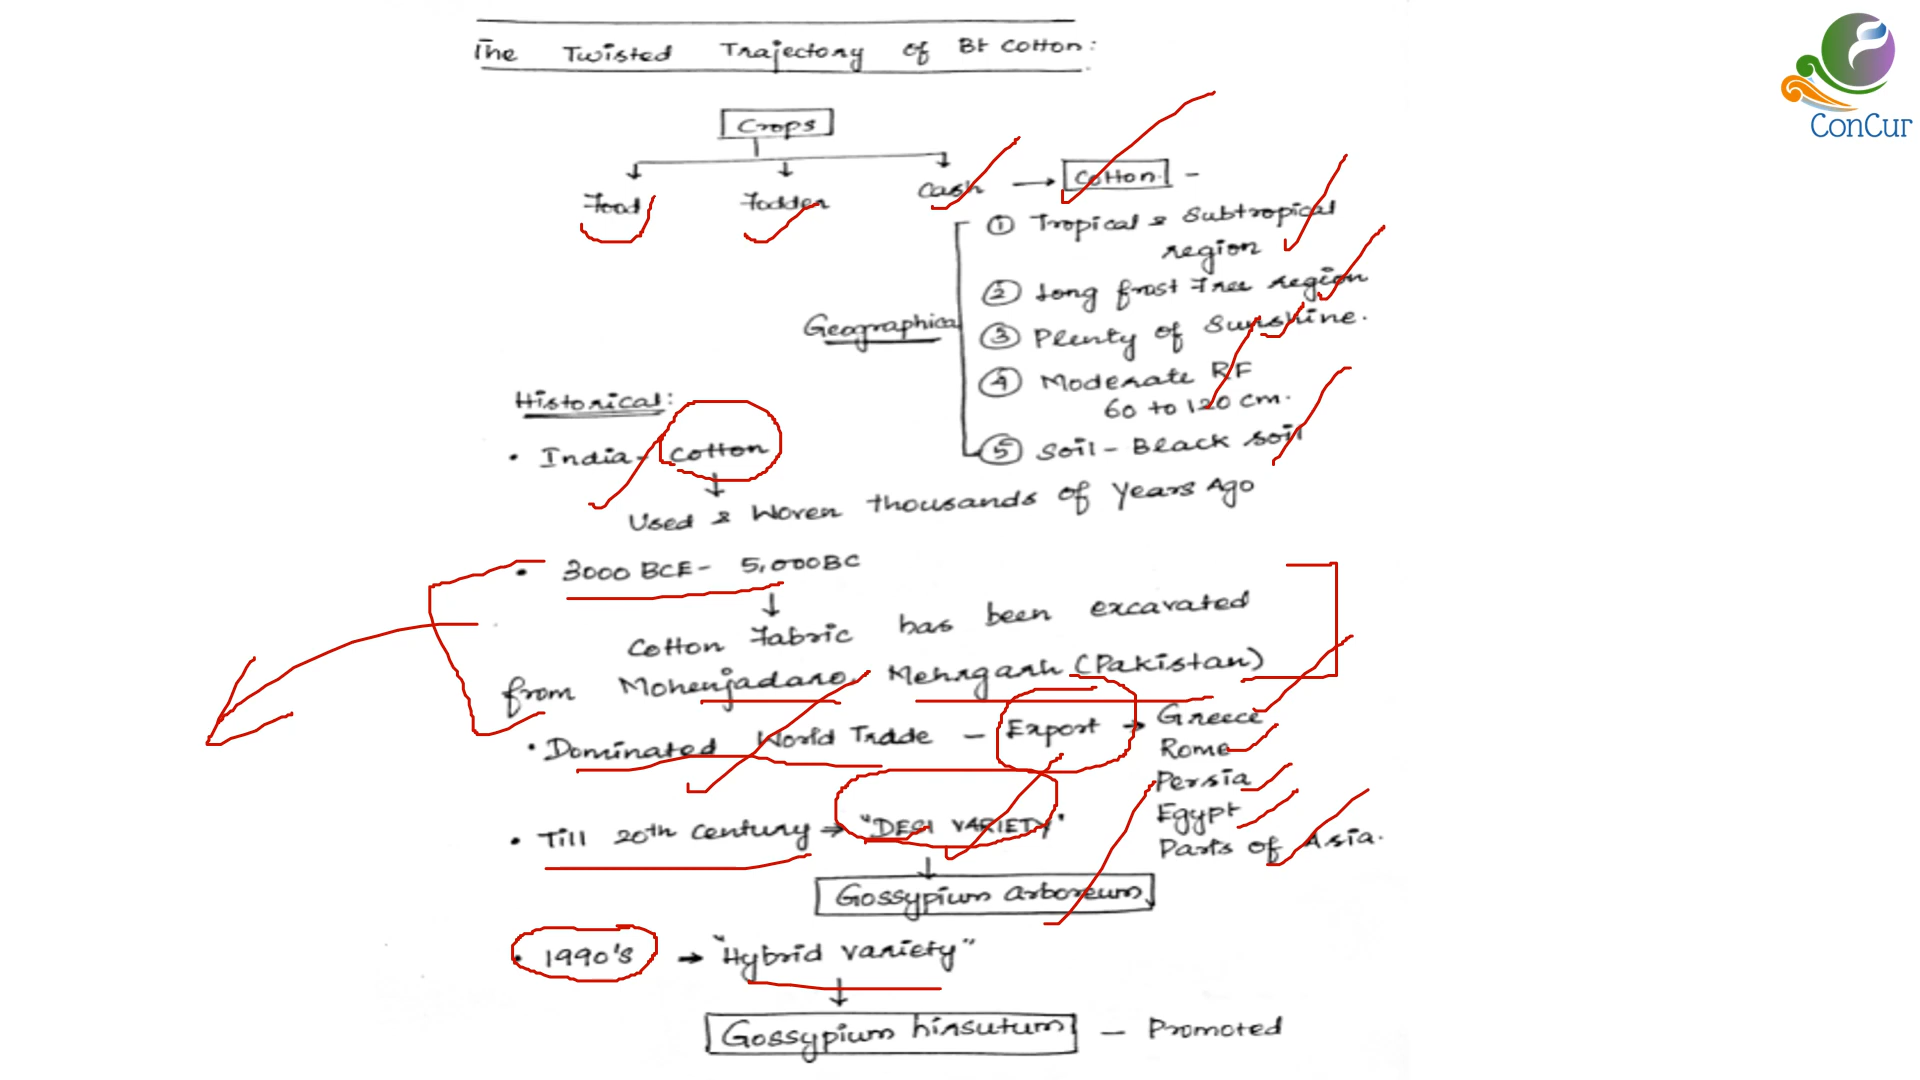 The Twisted Trajectory of Bt Cotton:
Crops
Food Fodder Cash → Cotton -
Geographical
① Tropical & Subtropical
region
② Long frost free region
③ Plenty of Sunshine.
④ Moderate RF
60 to 120 cm.
⑤ Soil - Black soil
Historical:
• India - Cotton
Used & Woven thousands of Years Ago
• 3000 BCE - 5,000BC
Cotton Fabric has been excavated
from Mohenjadaro, Mehrgarh (Pakistan)
• Dominated World Trade - Export → Greece
Rome
Persia
Egypt
Parts of Asia.
• Till 20th Century → "DESI VARIETY"
Gossypium arboreum
• 1990's → "Hybrid variety"
Gossypium hirsutum - Promoted
ConCur